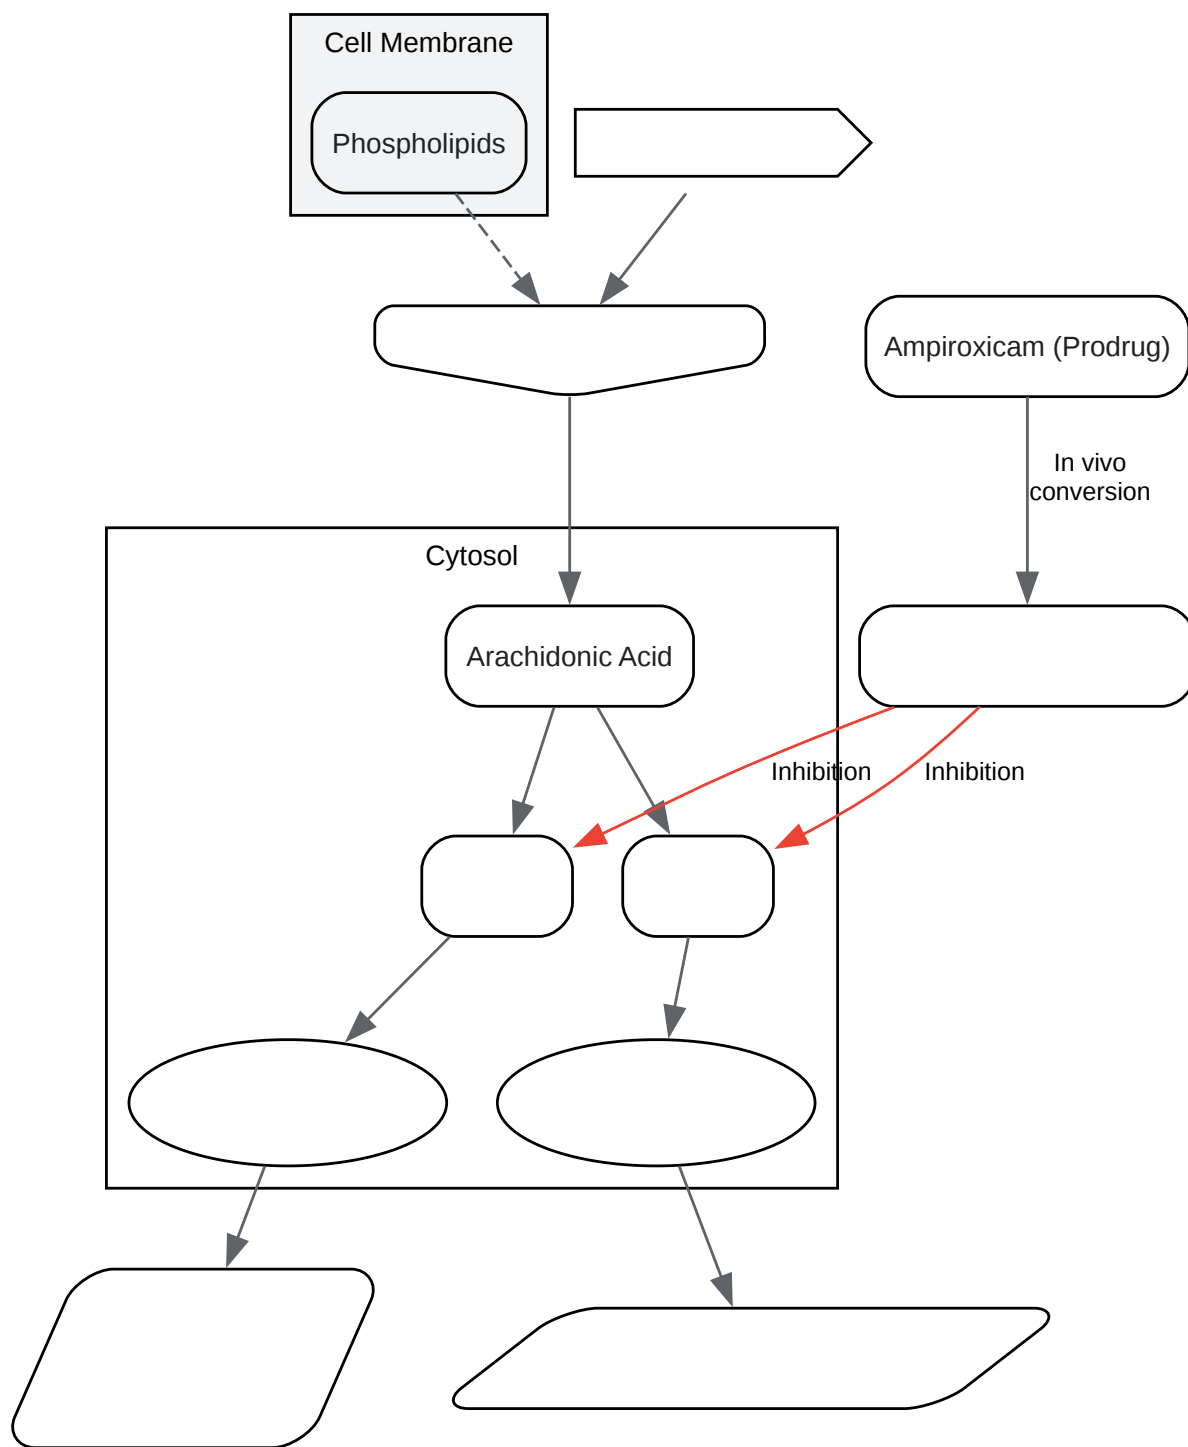 Cell Membrane
Phospholipids
Ampiroxicam (Prodrug)
In vivo
conversion
Cytosol
Arachidonic Acid
Inhibition
Inhibition